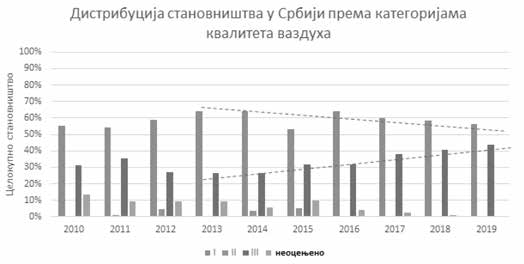 Дистрибуција становништва у Србији према категоријама
квалитета ваздуха
Целокупно становништво
100%
90%
80%
70%
60%
50%
40%
30%
20%
10%
0%
2010 2011 2012 2013 2014 2015 2016 2017 2018 2019
I II III неоцењено